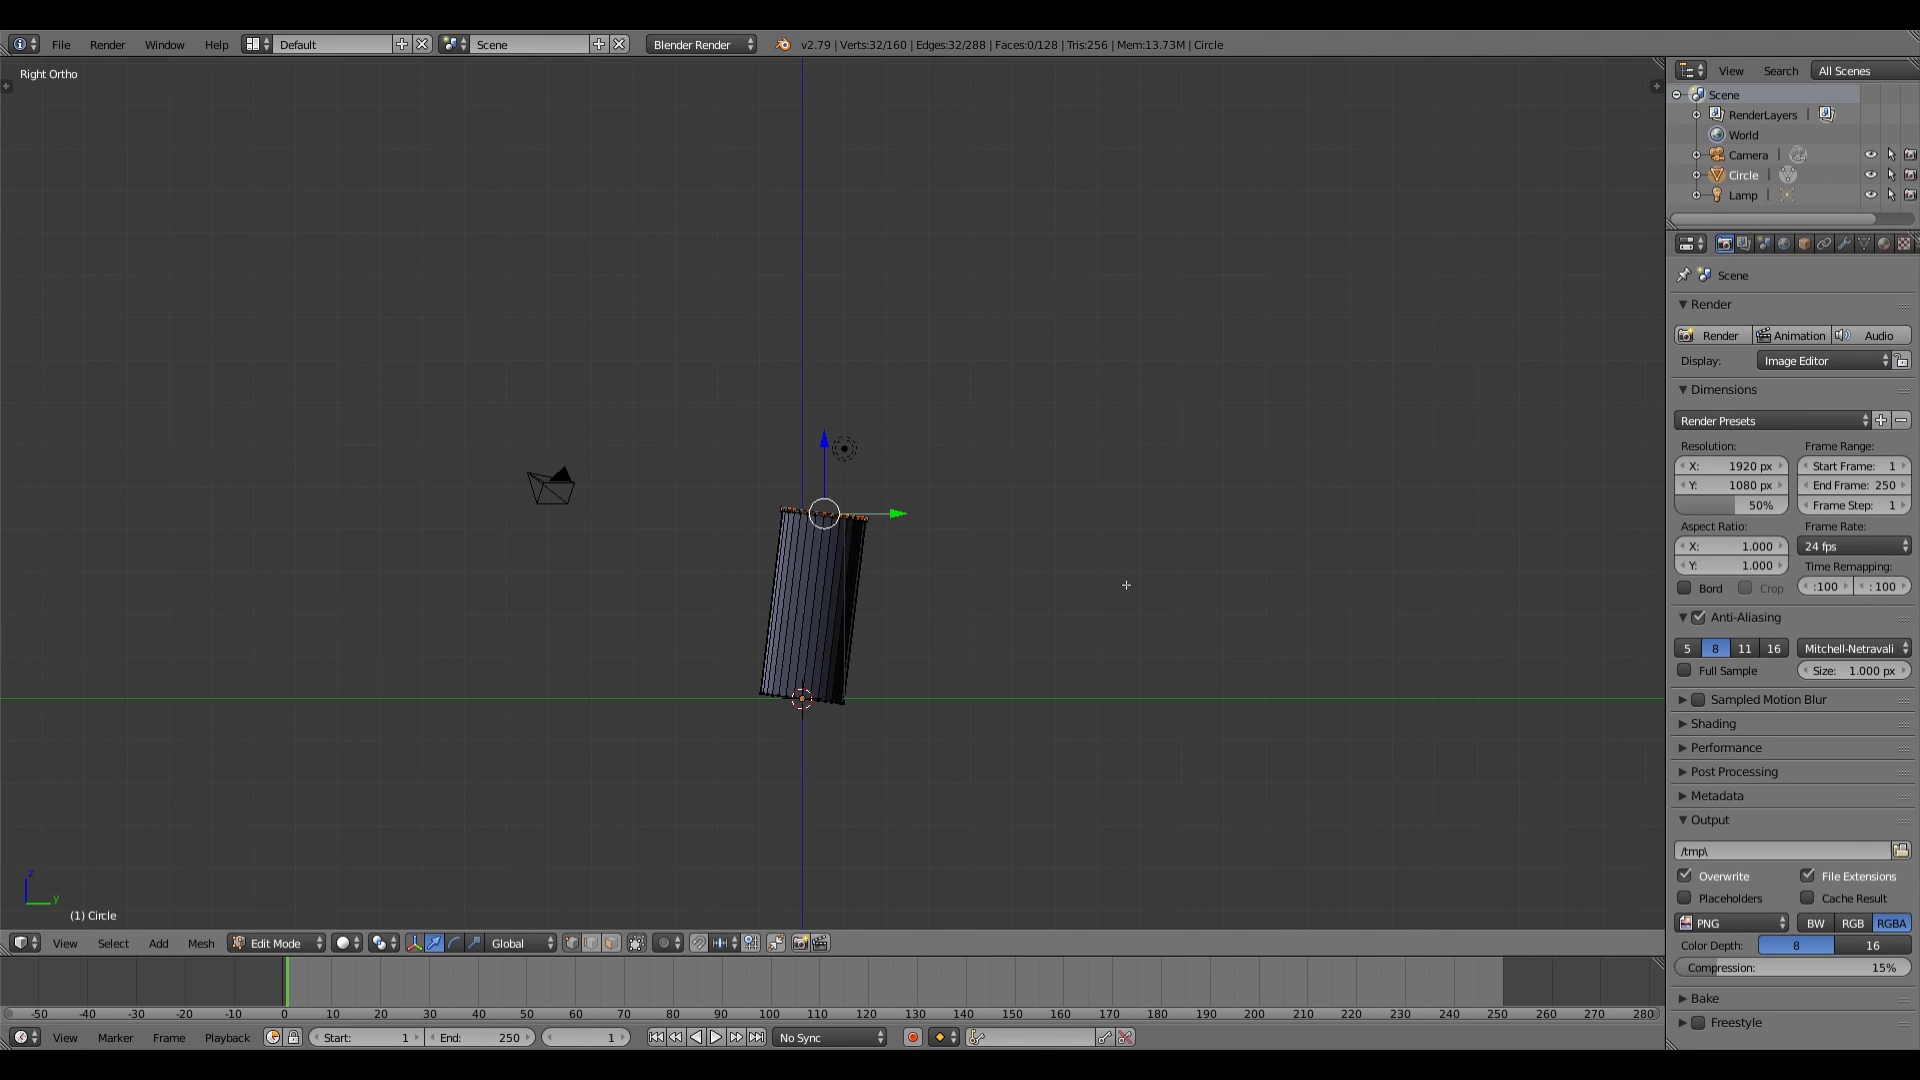 File Render Window Help Default Scene Blender Render v2.79 | Verts:32/160 | Edges:32/288 | Faces:0/128 | Tris:256 | Mem:13.73M | Circle
Right Ortho
View Search All Scenes
Scene
RenderLayers |
World
Camera |
Circle |
Lamp |
Scene
Render
Render Animation Audio
Display: Image Editor
Dimensions
Render Presets
Resolution: Frame Range:
X: 1920 px Start Frame: 1
Y: 1080 px End Frame: 250
50% Frame Step: 1
Aspect Ratio: Frame Rate:
X: 1.000 24 fps
Y: 1.000 Time Remapping:
Bord Crop :100 : 100
Anti-Aliasing
5 8 11 16 Mitchell-Netravali
Full Sample Size: 1.000 px
Sampled Motion Blur
Shading
Performance
Post Processing
Metadata
Output
/tmp\
Overwrite File Extensions
Placeholders Cache Result
PNG BW RGB RGBA
Color Depth: 8 16
Compression: 15%
Bake
Freestyle
z
y
(1) Circle
View Select Add Mesh Edit Mode Global
-50 -40 -30 -20 -10 0 10 20 30 40 50 60 70 80 90 100 110 120 130 140 150 160 170 180 190 200 210 220 230 240 250 260 270 280
View Marker Frame Playback Start: 1 End: 250 1 No Sync